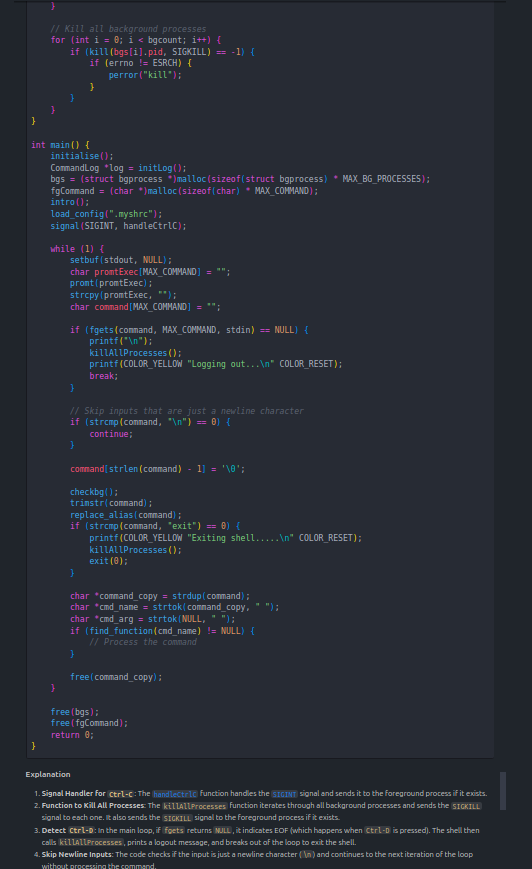 }

    // Kill all background processes
    for (int i = 0; i < bgcount; i++) {
        if (kill(bgs[i].pid, SIGKILL) == -1) {
            if (errno != ESRCH) {
                perror("kill");
            }
        }
    }
}

int main() {
    initialise();
    CommandLog *log = initLog();
    bgs = (struct bgprocess *)malloc(sizeof(struct bgprocess) * MAX_BG_PROCESSES);
    fgCommand = (char *)malloc(sizeof(char) * MAX_COMMAND);
    intro();
    load_config(".myshrc");
    signal(SIGINT, handleCtrlC);

    while (1) {
        setbuf(stdout, NULL);
        char promtExec[MAX_COMMAND] = "";
        promt(promtExec);
        strcpy(promtExec, "");
        char command[MAX_COMMAND] = "";

        if (fgets(command, MAX_COMMAND, stdin) == NULL) {
            printf("\n");
            killAllProcesses();
            printf(COLOR_YELLOW "Logging out...\n" COLOR_RESET);
            break;
        }

        // Skip inputs that are just a newline character
        if (strcmp(command, "\n") == 0) {
            continue;
        }

        command[strlen(command) - 1] = '\0';

        checkbg();
        trimstr(command);
        replace_alias(command);
        if (strcmp(command, "exit") == 0) {
            printf(COLOR_YELLOW "Exiting shell.....\n" COLOR_RESET);
            killAllProcesses();
            exit(0);
        }

        char *command_copy = strdup(command);
        char *cmd_name = strtok(command_copy, " ");
        char *cmd_arg = strtok(NULL, " ");
        if (find_function(cmd_name) != NULL) {
            // Process the command
        }

        free(command_copy);
    }

    free(bgs);
    free(fgCommand);
    return 0;
}
Explanation
1. Signal Handler for Ctrl-C: The handleCtrlC function handles the SIGINT signal and sends it to the foreground process if it exists.
2. Function to Kill All Processes: The killAllProcesses function iterates through all background processes and sends the SIGKILL
signal to each one. It also sends the SIGKILL signal to the foreground process if it exists.
3. Detect Ctrl-D: In the main loop, if fgets returns NULL, it indicates EOF (which happens when Ctrl-D is pressed). The shell then
calls killAllProcesses, prints a logout message, and breaks out of the loop to exit the shell.
4. Skip Newline Inputs: The code checks if the input is just a newline character (\n) and continues to the next iteration of the loop
without processing the command.